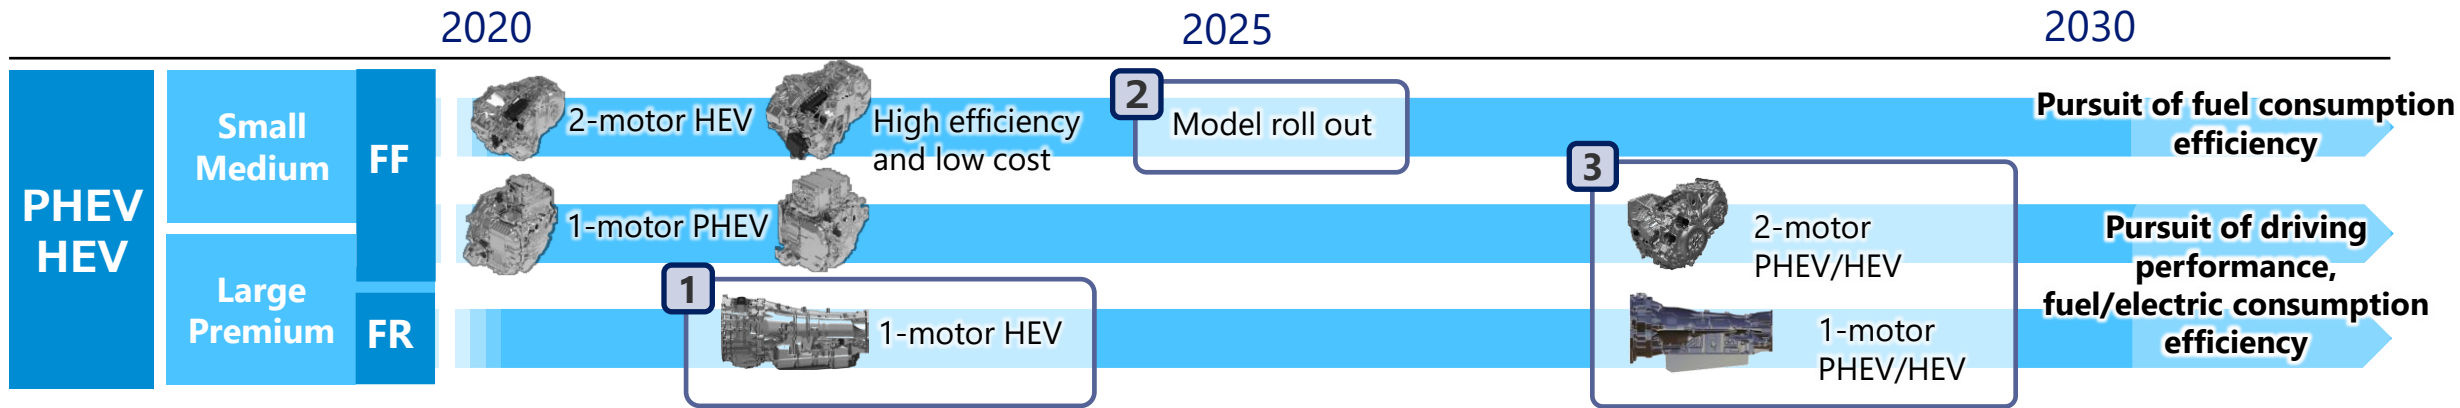 2020
2025
2030
PHEV
HEV
Small
Medium
Large
Premium
FF
FR
2-motor HEV
High efficiency
and low cost
2
Model roll out
Pursuit of fuel consumption
efficiency
1-motor PHEV
3
2-motor
PHEV/HEV
Pursuit of driving
performance,
fuel/electric consumption
efficiency
1
1-motor HEV
1-motor
PHEV/HEV